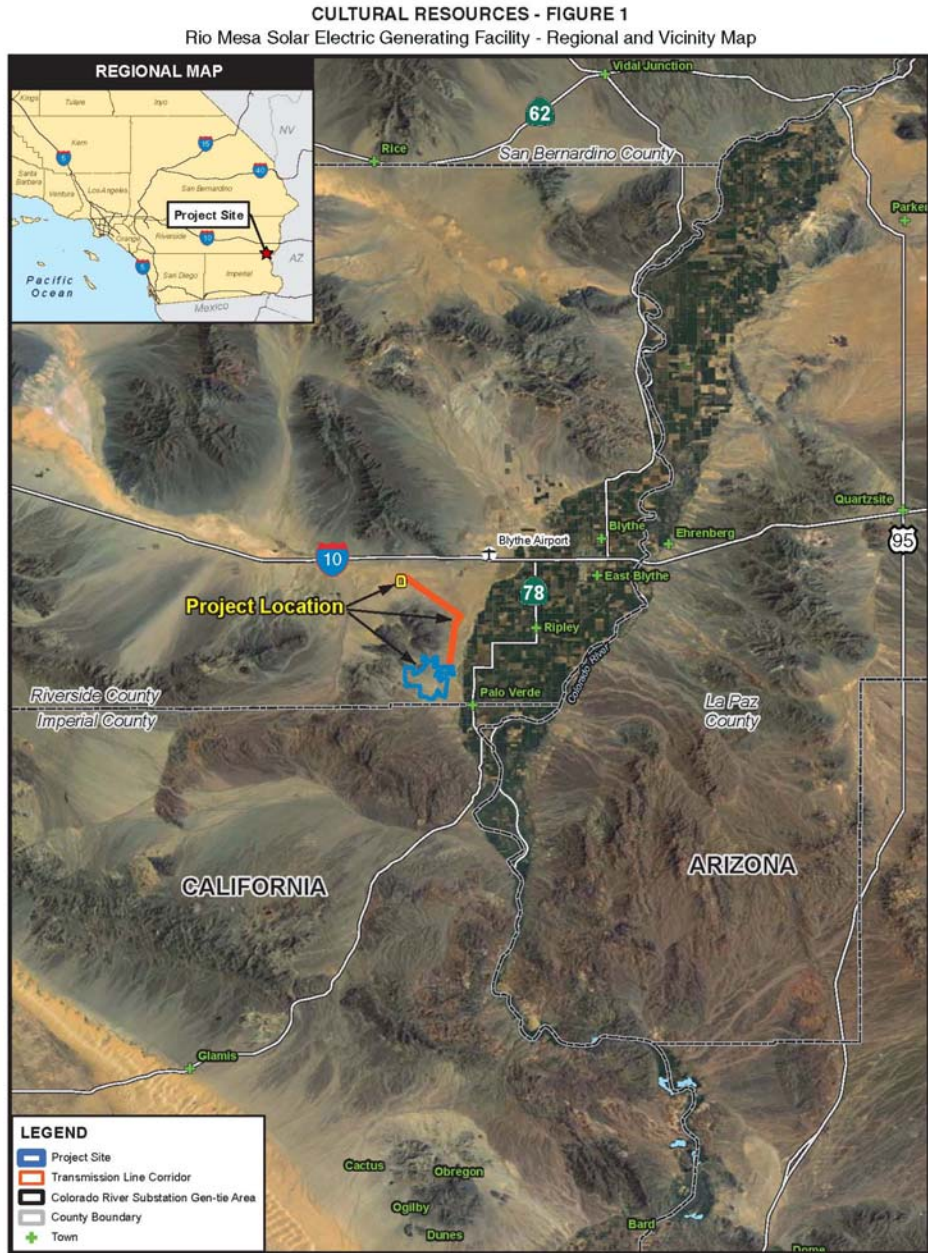 CULTURAL RESOURCES - FIGURE 1
Rio Mesa Solar Electric Generating Facility - Regional and Vicinity Map
REGIONAL MAP
Kings
Tulare
Inyo
NV
Kern
5
15
Santa
Barbara
Ventura
Los Angeles
San Bernardino
40
Project Site
Orange
Riverside
10
AZ
5
San Diego
Imperial
Pacific
Ocean
Mexico
Vidal Junction
62
Rice
San Bernardino County
Parker
Quartzsite
95
Blythe
Ehrenberg
Blythe Airport
10
East Blythe
78
Project Location
Ripley
Colorado River
Riverside County
Imperial County
Palo Verde
La Paz
County
CALIFORNIA
ARIZONA
Glamis
LEGEND
Project Site
Transmission Line Corridor
Colorado River Substation Gen-tie Area
County Boundary
Town
Cactus
Obregon
Ogilby
Dunes
Bard
Dome